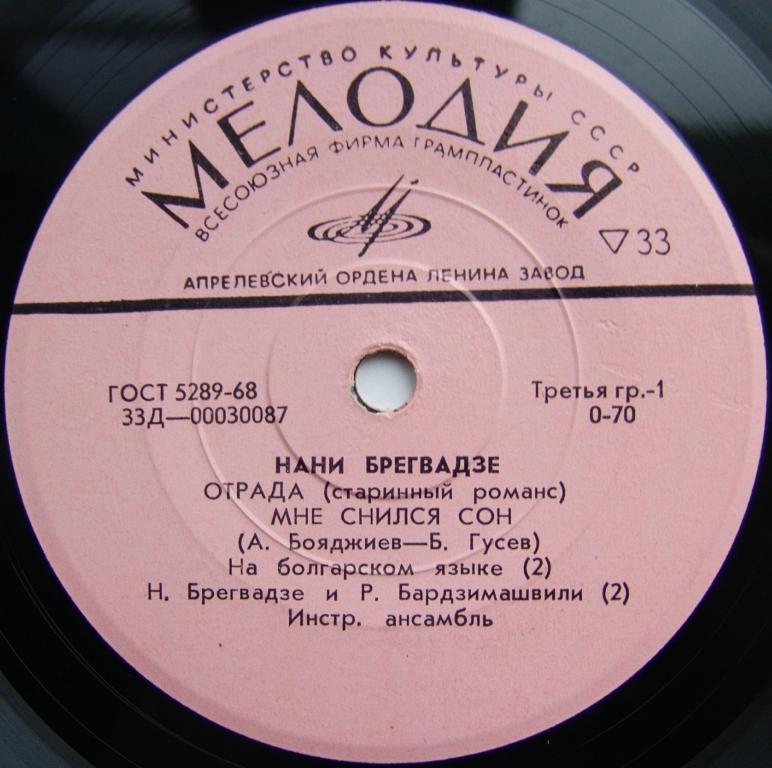 МИНИСТЕРСТВО КУЛЬТУРЫ СССР
МЕЛОДИЯ
ВСЕСОЮЗНАЯ ФИРМА ГРАМПЛАСТИНОК
33
АПРЕЛЕВСКИЙ ОРДЕНА ЛЕНИНА ЗАВОД
ГОСТ 5289-68
33Д—00030087
Третья гр.-1
0-70
НАНИ БРЕГВАДЗЕ
ОТРАДА (старинный романс)
МНЕ СНИЛСЯ СОН
(А. Бояджиев—Б. Гусев)
На болгарском языке (2)
Н. Брегвадзе и Р. Бардзимашвили (2)
Инстр. ансамбль